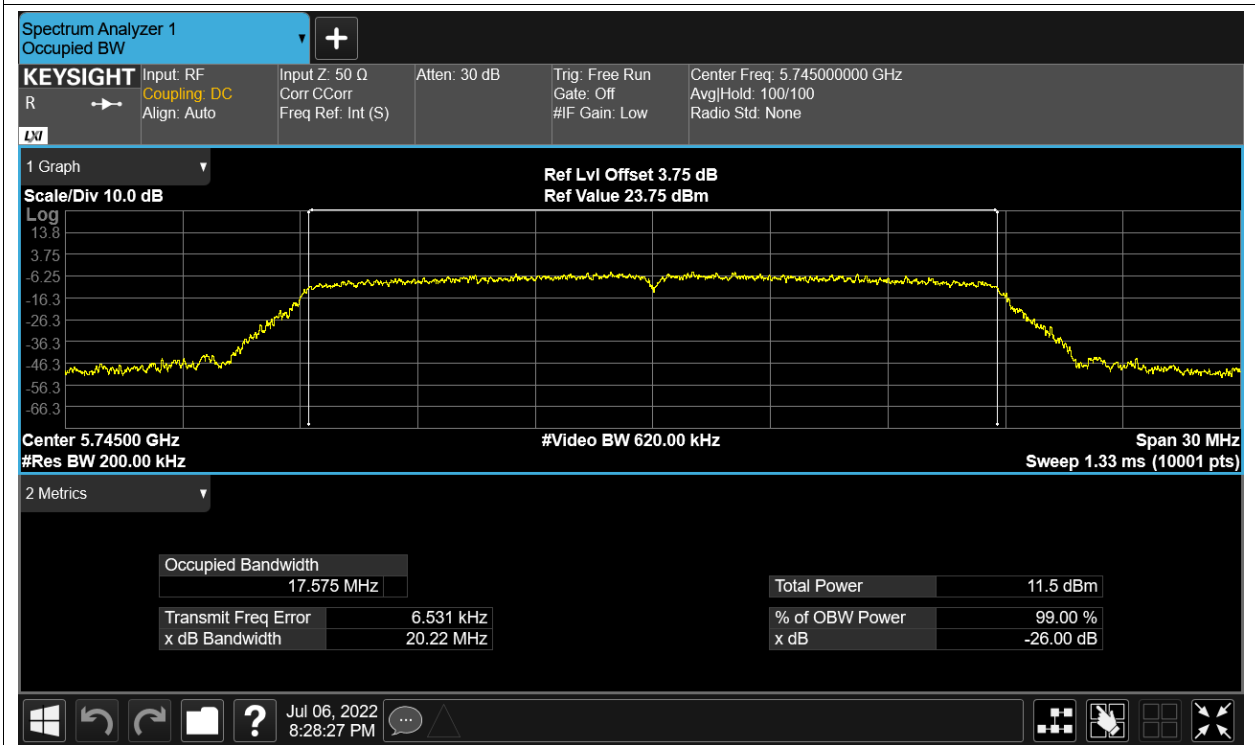 Spectrum Analyzer 1
Occupied BW
KEYSIGHT
R
LXI
Input: RF
Coupling: DC
Align: Auto
Input Z: 50 Ω
Corr CCorr
Freq Ref: Int (S)
Atten: 30 dB
Trig: Free Run
Gate: Off
#IF Gain: Low
Center Freq: 5.745000000 GHz
Avg|Hold: 100/100
Radio Std: None
1 Graph
Scale/Div 10.0 dB
Ref Lvl Offset 3.75 dB
Ref Value 23.75 dBm
Log
13.8
3.75
-6.25
-16.3
-26.3
-36.3
-46.3
-56.3
-66.3
Center 5.74500 GHz
#Video BW 620.00 kHz
Span 30 MHz
#Res BW 200.00 kHz
Sweep 1.33 ms (10001 pts)
2 Metrics
Occupied Bandwidth
17.575 MHz
Total Power 11.5 dBm
Transmit Freq Error 6.531 kHz
% of OBW Power 99.00 %
x dB Bandwidth 20.22 MHz
x dB -26.00 dB
?
Jul 06, 2022
8:28:27 PM